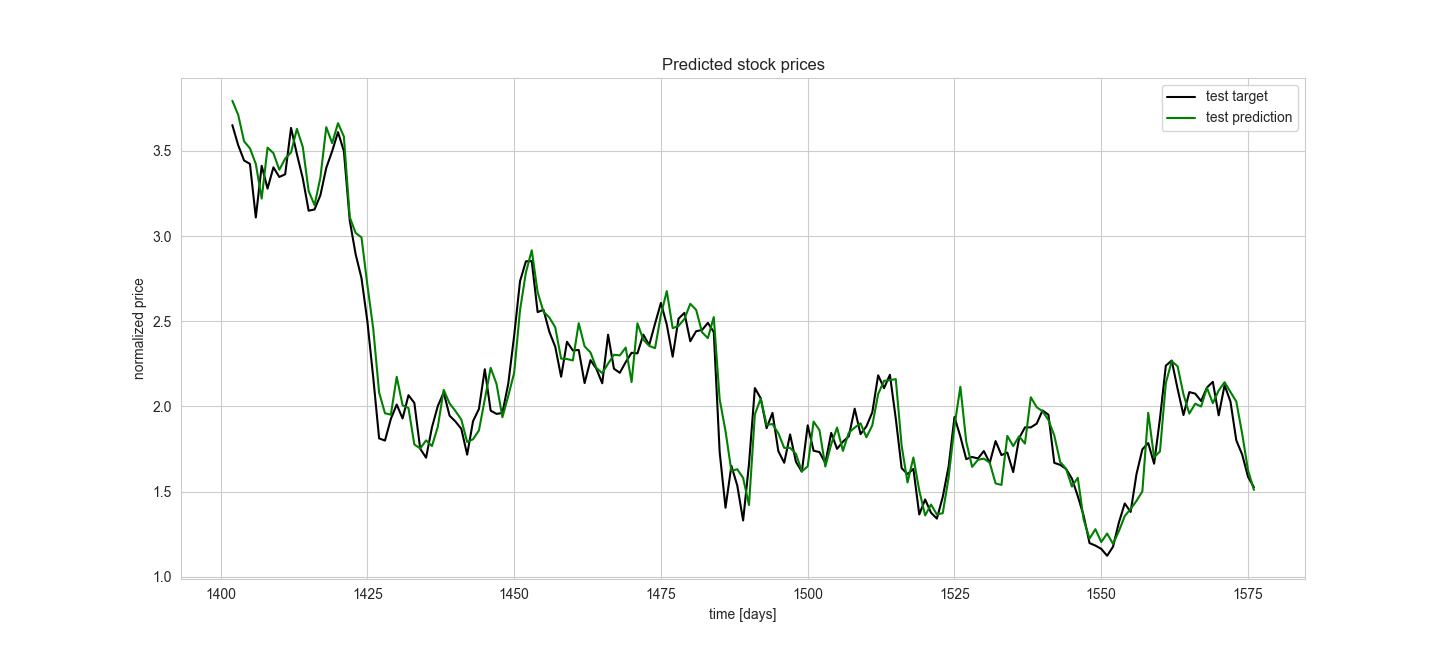 Predicted stock prices
test target
test prediction
normalized price
3.5
3.0
2.5
2.0
1.5
1.0
1400 1425 1450 1475 1500 1525 1550 1575
time [days]